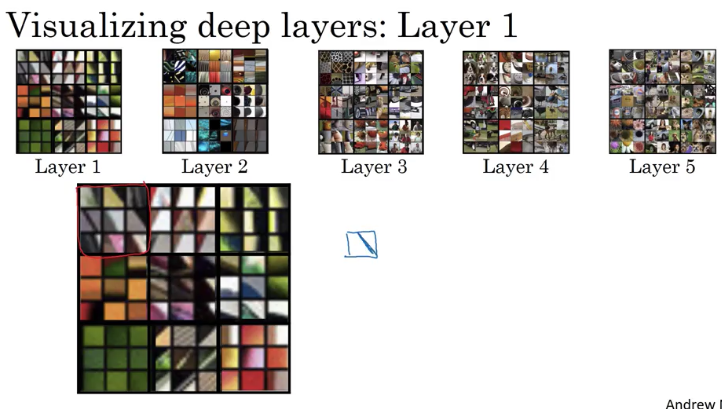 Visualizing deep layers: Layer 1
Layer 1
Layer 2
Layer 3
Layer 4
Layer 5
Andrew